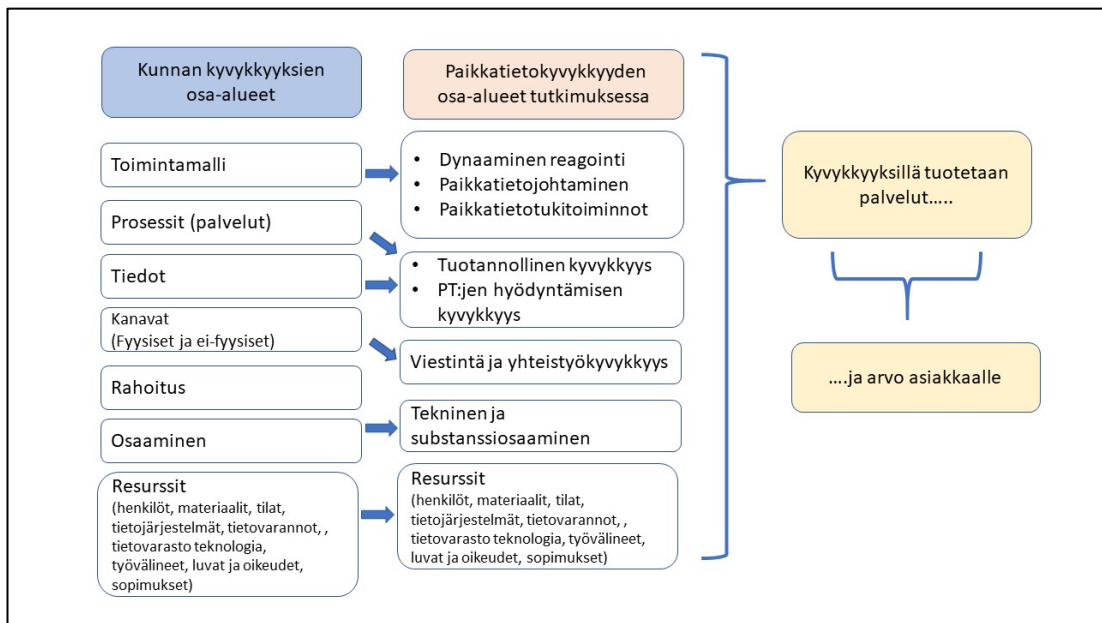 Kunnan kyvykkyyksien
osa-alueet
Toimintamalli
Prosessit (palvelut)
Tiedot
Kanavat
(Fyysiset ja ei-fyysiset)
Rahoitus
Osaaminen
Resurssit
(henkilöt, materiaalit, tilat,
tietojärjestelmät, tietovarannot, ,
tietovarasto teknologia,
työvälineet, luvat ja oikeudet,
sopimukset)
Paikkatietokyvykkyyden
osa-alueet tutkimuksessa
• Dynaaminen reagointi
• Paikkatietojohtaminen
• Paikkatietotukitoiminnot
• Tuotannollinen kyvykkyys
• PT:jen hyödyntämisen
kyvykkyys
Viestintä ja yhteistyökyvykkyys
Tekninen ja
substanssiosaaminen
Resurssit
(henkilöt, materiaalit, tilat,
tietojärjestelmät, tietovarannot, ,
tietovarasto teknologia, työvälineet,
luvat ja oikeudet, sopimukset)
Kyvykkyyksillä tuotetaan
palvelut.....
....ja arvo asiakkaalle